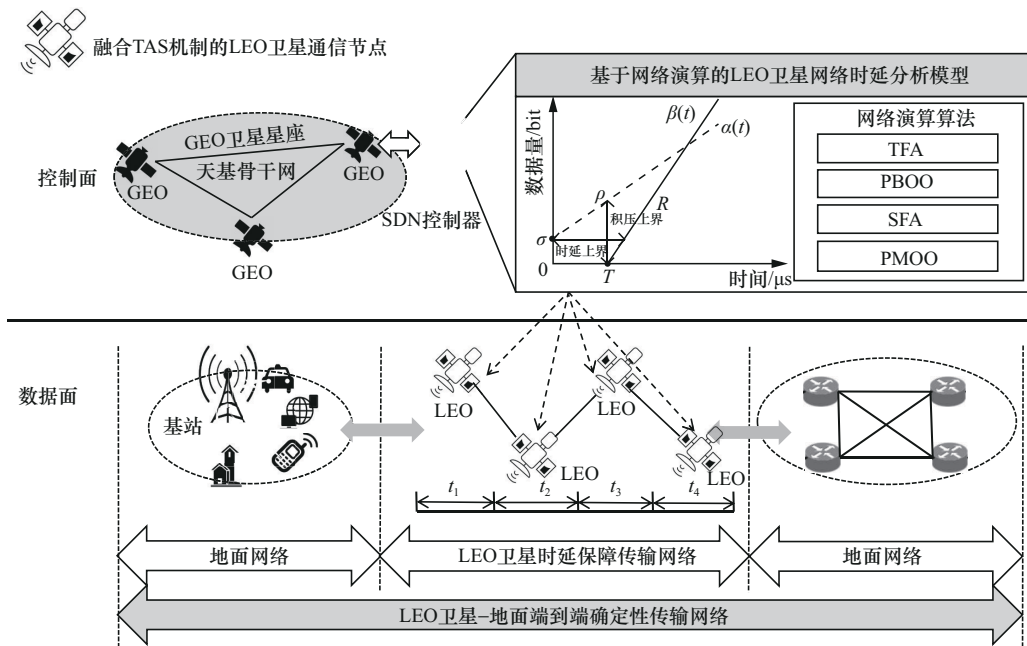 融合TAS机制的LEO卫星通信节点
控制面
GEO卫星星座
天基骨干网
GEO
GEO
GEO
SDN控制器
基于网络演算的LEO卫星网络时延分析模型
数据量/bit
β(t)
α(t)
ρ
R
积压上界
σ
时延上界
0
T
时间/μs
网络演算算法
TFA
PBOO
SFA
PMOO
数据面
基站
LEO
LEO
LEO
LEO
t1
t2
t3
t4
地面网络
LEO卫星时延保障传输网络
地面网络
LEO卫星−地面端到端确定性传输网络